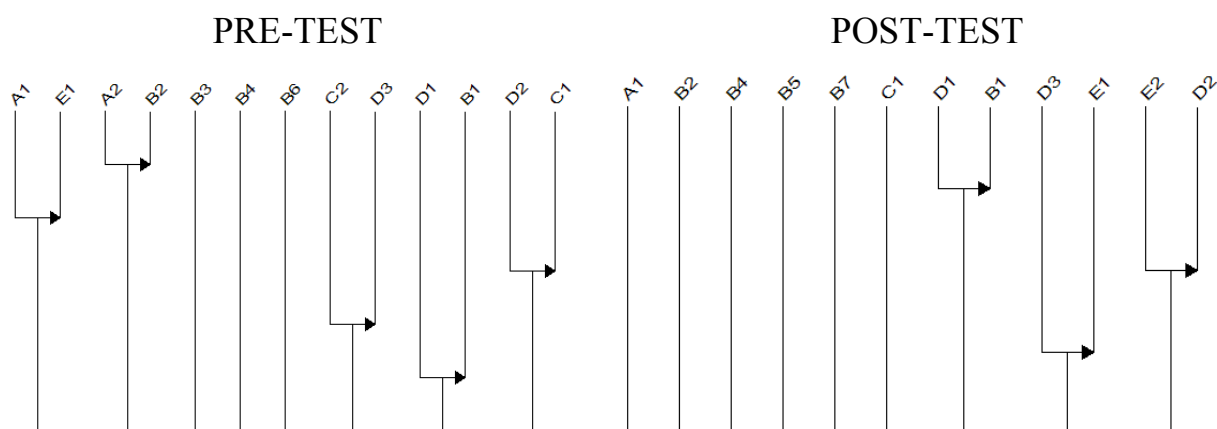 PRE-TEST
A1 E1 A2 B2 B3 B4 B6 C2 D3 D1 B1 D2 C1
POST-TEST
A1 B2 B4 B5 B7 C1 D1 B1 D3 E1 E2 D2